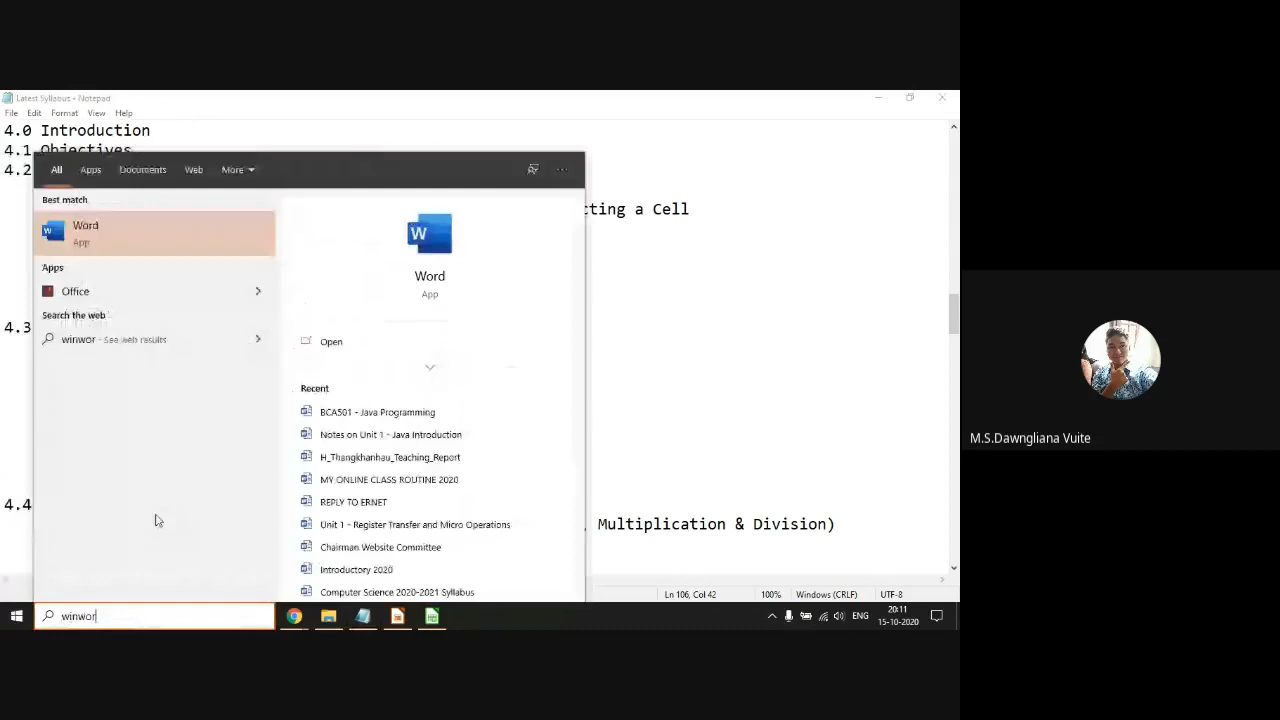 Latest Syllabus - Notepad
File Edit Format View Help
4.0 Introduction
4.1 Objectives
4.2
cting a Cell
4.3
4.4
, Multiplication & Division)
All Apps Documents Web More
Best match
Word
App
Apps
Office
Search the web
winwor - See web results
W
Word
App
Open
Recent
BCA501 - Java Programming
Notes on Unit 1 - Java Introduction
H_Thangkhanhau_Teaching_Report
MY ONLINE CLASS ROUTINE 2020
REPLY TO ERNET
Unit 1 - Register Transfer and Micro Operations
Chairman Website Committee
Introductory 2020
Computer Science 2020-2021 Syllabus
Ln 106, Col 42 100% Windows (CRLF) UTF-8
winwor
ENG
20:11
15-10-2020
M.S.Dawngliana Vuite